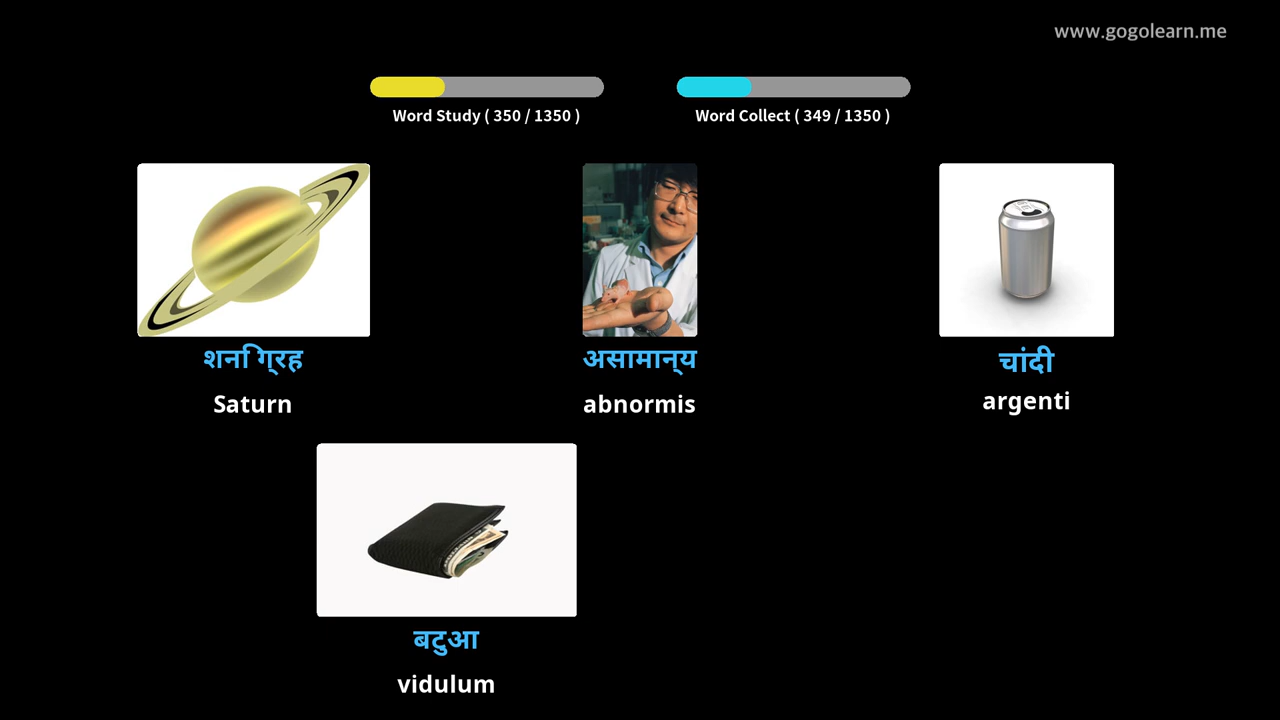 www.gogolearn.me
Word Study ( 350 / 1350 )
Word Collect ( 349 / 1350 )
शनिग्रह
असामान्य
चांदी
Saturn
abnormis
argenti
बटुआ
vidulum